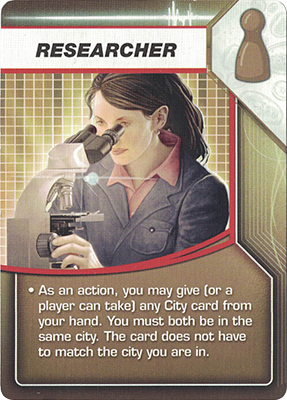 RESEARCHER
• As an action, you may give (or a
player can take) any City card from
your hand. You must both be in the
same city. The card does not have
to match the city you are in.